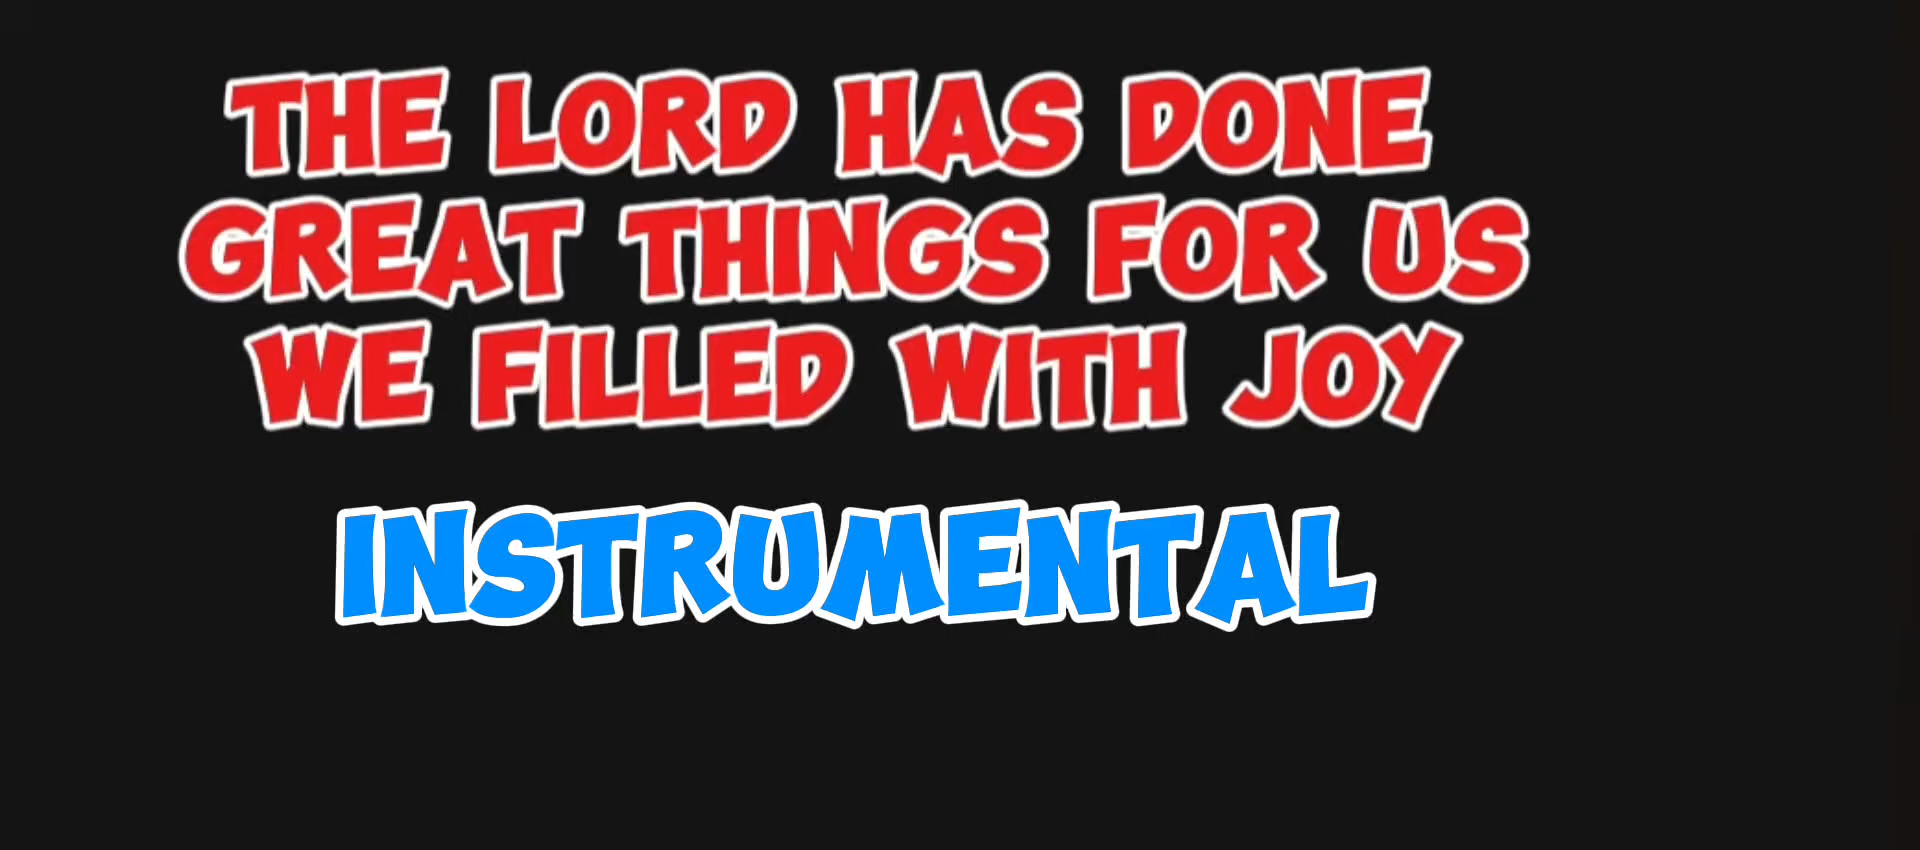 THE LORD HAS DONE
GREAT THINGS FOR US
WE FILLED WITH JOY
INSTRUMENTAL